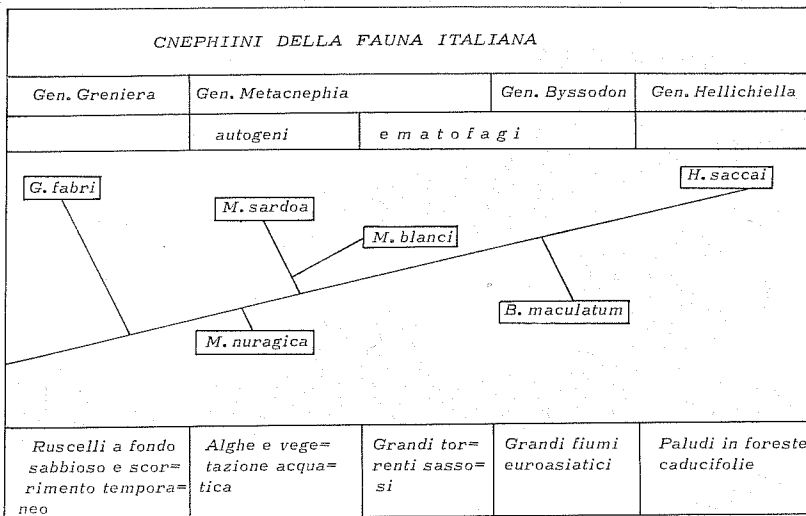 CNEPHIINI DELLA FAUNA ITALIANA
Gen. Greniera
Gen. Metacnephia
Gen. Byssodon
Gen. Hellichiella
autogeni
ematofagi
G. fabri
M. sardoa
M. blanci
H. saccai
M. nuragica
B. maculatum
Ruscelli a fondo
sabbioso e scor=
rimento tempora=
neo
Alghe e vege=
tazione acqua=
tica
Grandi tor=
renti sasso=
si
Grandi fiumi
euroasiatici
Paludi in foreste
caducifolie